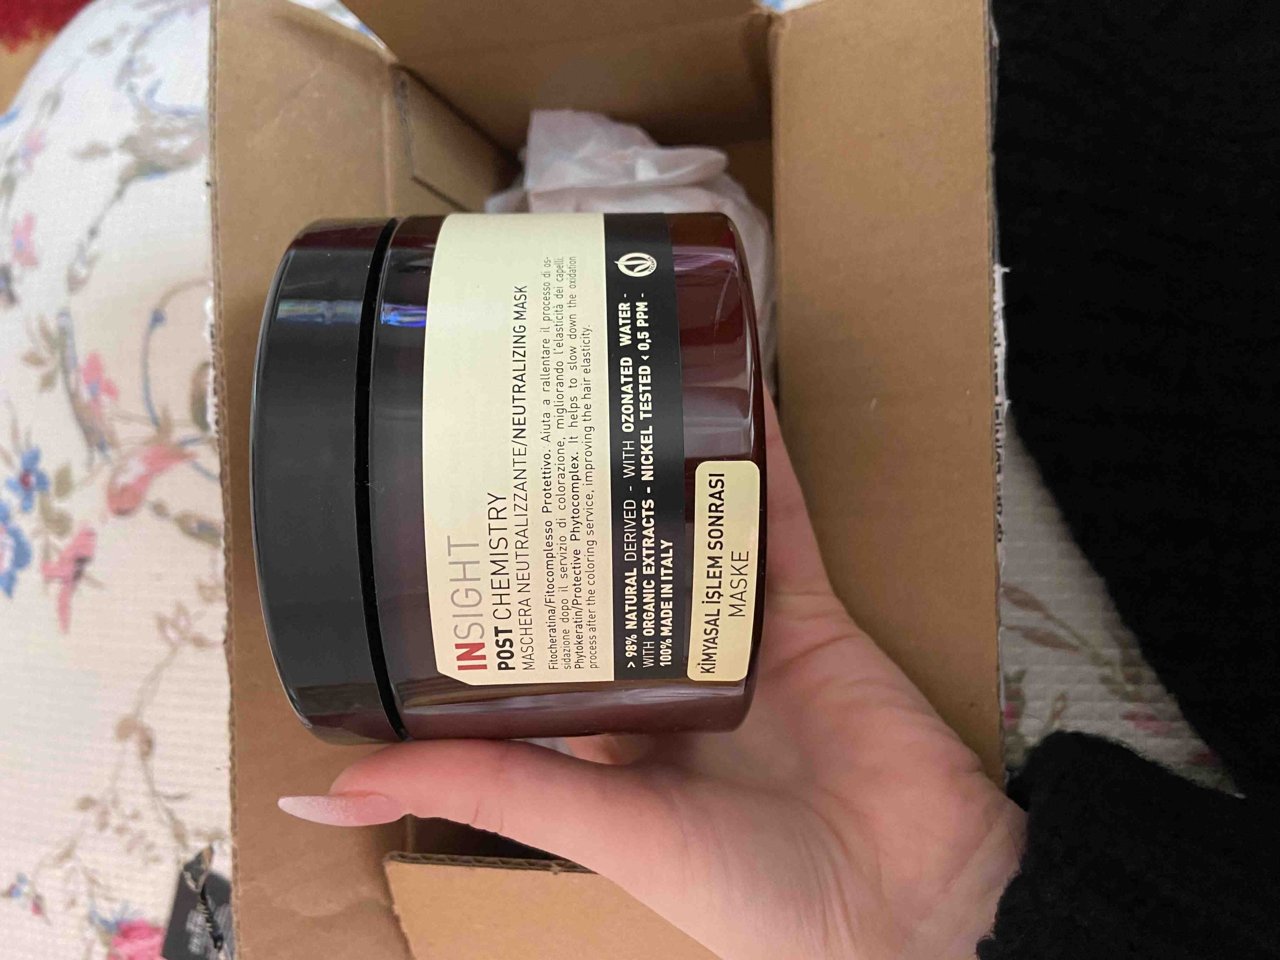 INSIGHT
POST CHEMISTRY
MASCHERA NEUTRALIZZANTE/NEUTRALIZING MASK
Fitocheratina/Fitocomplesso Protettivo. Aiuta a rallentare il processo di os-
sidazione dopo il servizio di colorazione, migliorando l'elasticità dei capelli.
Phytokeratin/Protective Phytocomplex. It helps to slow down the oxidation
process after the coloring service, improving the hair elasticity.
> 98% NATURAL DERIVED - WITH OZONATED WATER -
WITH ORGANIC EXTRACTS - NICKEL TESTED < 0,5 PPM -
100% MADE IN ITALY
KİMYASAL İŞLEM SONRASI
MASKE